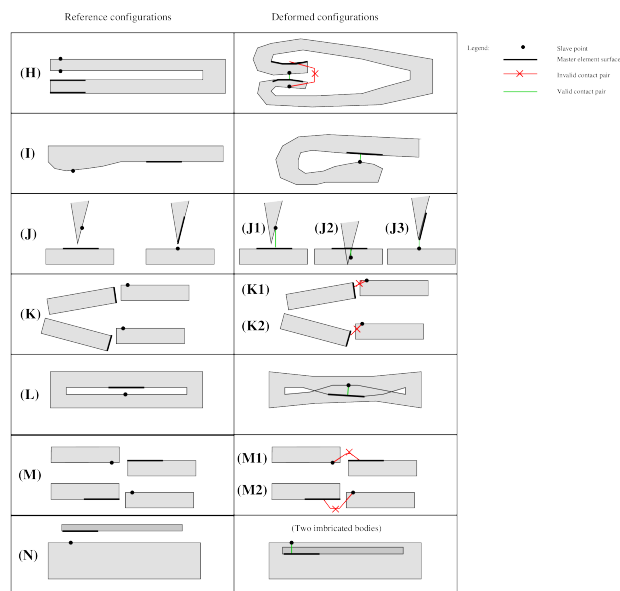 Reference configurations
Deformed configurations
Legend:
Slave point
Master element surface
Invalid contact pair
Valid contact pair
(H)
(I)
(J)
(J1)
(J2)
(J3)
(K)
(K1)
(K2)
(L)
(M)
(M1)
(M2)
(N)
(Two imbricated bodies)